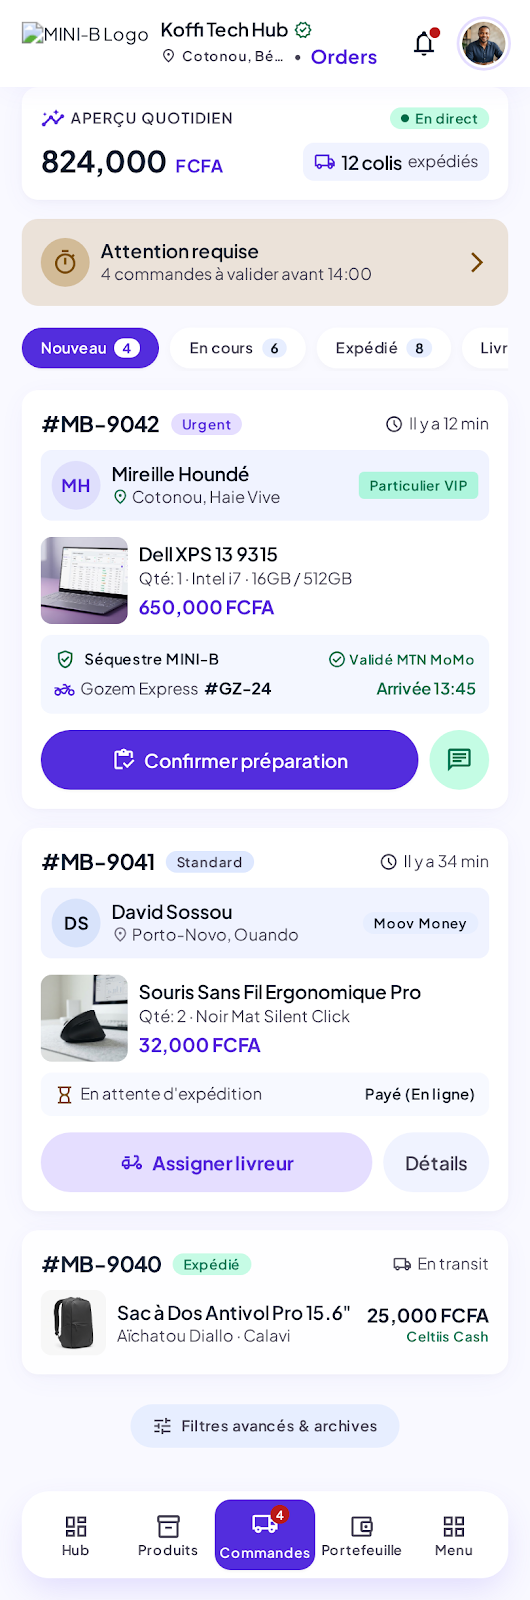 MINI-B Logo
Koffi Tech Hub
Cotonou, Bé… • Orders
APERÇU QUOTIDIEN
En direct
824,000 FCFA
12 colis expédiés
Attention requise
4 commandes à valider avant 14:00
Nouveau 4
En cours 6
Expédié 8
Livr
#MB-9042 Urgent
Il y a 12 min
MH
Mireille Houndé
Cotonou, Haie Vive
Particulier VIP
Dell XPS 13 9315
Qté: 1 · Intel i7 · 16GB / 512GB
650,000 FCFA
Séquestre MINI-B
Validé MTN MoMo
Gozem Express #GZ-24
Arrivée 13:45
Confirmer préparation
#MB-9041 Standard
Il y a 34 min
DS
David Sossou
Porto-Novo, Ouando
Moov Money
Souris Sans Fil Ergonomique Pro
Qté: 2 · Noir Mat Silent Click
32,000 FCFA
En attente d'expédition
Payé (En ligne)
Assigner livreur
Détails
#MB-9040 Expédié
En transit
Sac à Dos Antivol Pro 15.6"
25,000 FCFA
Aïchatou Diallo · Calavi
Celtiis Cash
Filtres avancés & archives
Hub
Produits
4
Commandes
Portefeuille
Menu